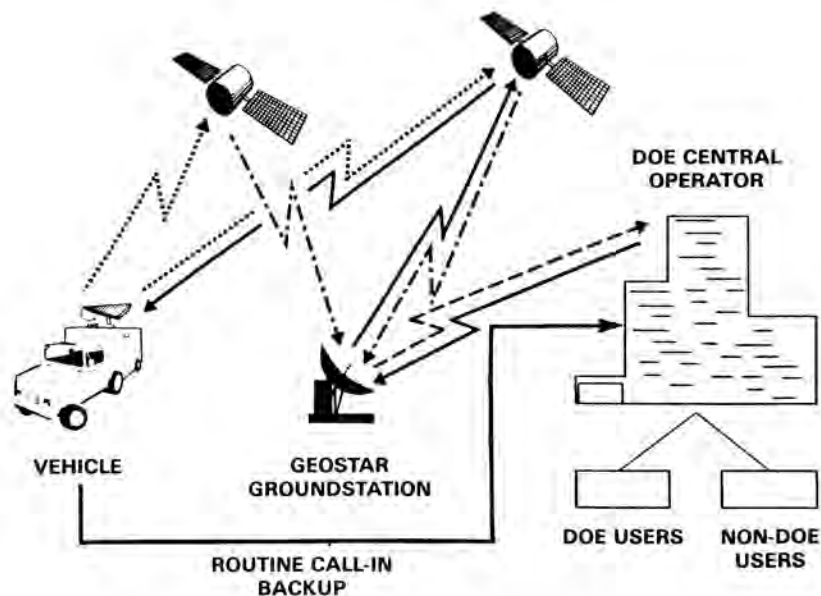 DOE CENTRAL
OPERATOR
VEHICLE
GEOSTAR
GROUNDSTATION
DOE USERS
NON-DOE
USERS
ROUTINE CALL-IN
BACKUP